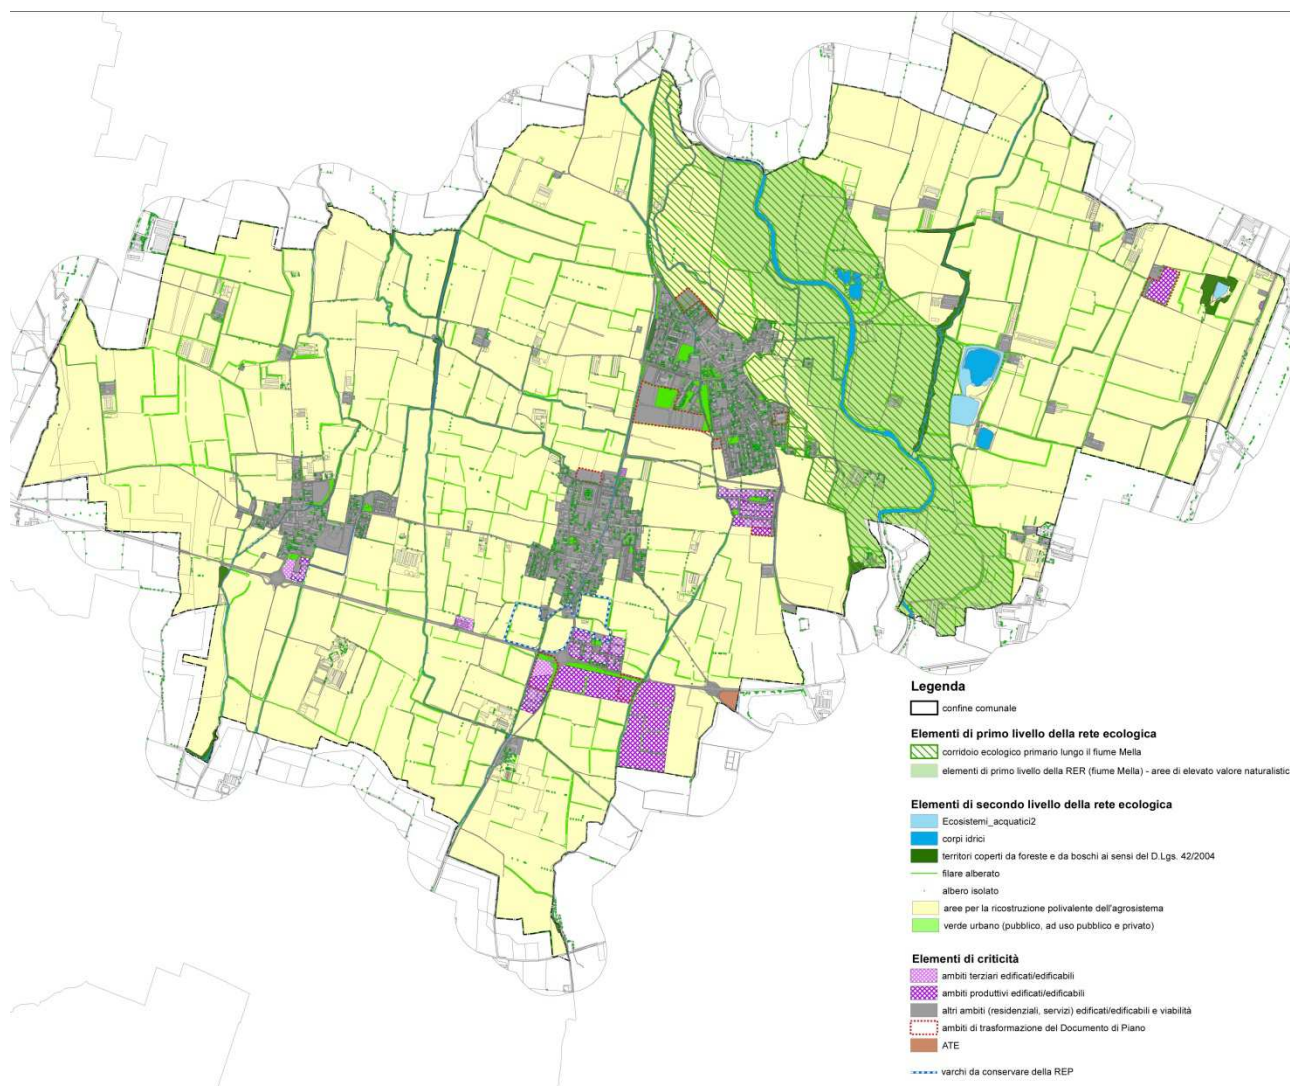 Legenda
confine comunale
Elementi di primo livello della rete ecologica
corridoio ecologico primario lungo il fiume Mella
elementi di primo livello della RER (fiume Mella) - aree di elevato valore naturalistic
Elementi di secondo livello della rete ecologica
Ecosistemi_acquatici2
corpi idrici
territori coperti da foreste e da boschi ai sensi del D.Lgs. 42/2004
filare alberato
albero isolato
aree per la ricostruzione polivalente dell'agrosistema
verde urbano (pubblico, ad uso pubblico e privato)
Elementi di criticità
ambiti terziari edificati/edificabili
ambiti produttivi edificati/edificabili
altri ambiti (residenziali, servizi) edificati/edificabili e viabilità
ambiti di trasformazione del Documento di Piano
ATE
varchi da conservare della REP